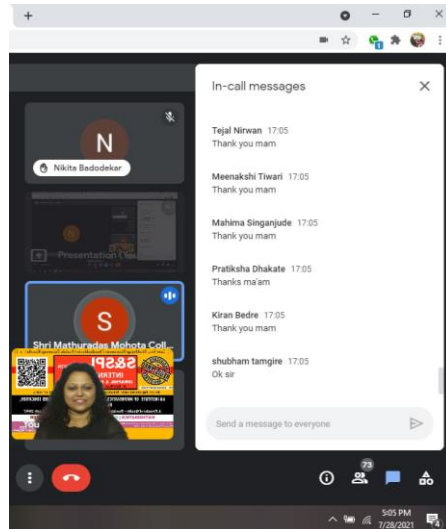 In-call messages
N
Nikita Badodekar
Presentation
S
Shri Mathuradas Mohota Coll...
You
Tejal Nirwan 17:05
Thank you mam
Meenakshi Tiwari 17:05
Thank you mam
Mahima Singanjude 17:05
Thank you mam
Pratiksha Dhakate 17:05
Thanks ma'am
Kiran Bedre 17:05
Thank you mam
shubham tamgire 17:05
Ok sir
Send a message to everyone
73
5:05 PM
7/28/2021